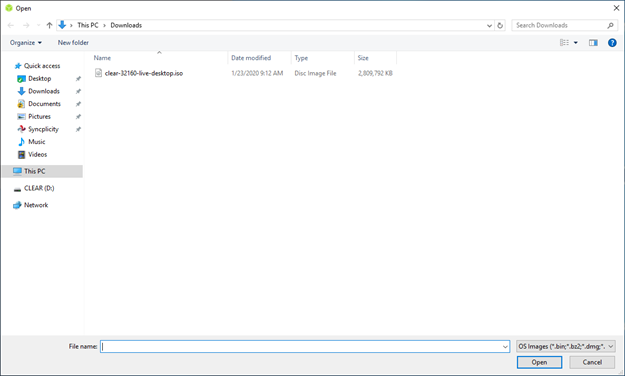 Open
This PC > Downloads
Search Downloads
Organize
New folder
Name
Date modified
Type
Size
clear-32160-live-desktop.iso
1/23/2020 9:12 AM
Disc Image File
2,809,792 KB
Quick access
Desktop
Downloads
Documents
Pictures
Syncplicity
Music
Videos
This PC
CLEAR (D:)
Network
File name:
OS Images (*.bin;*.bz2;*.dmg;*.
Open
Cancel